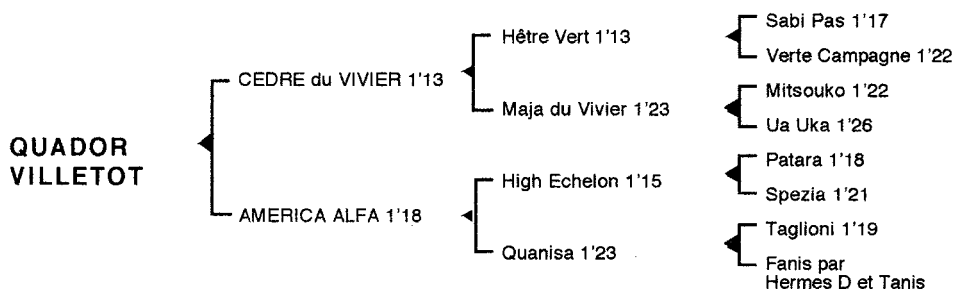 QUADOR
VILLETOT
CEDRE du VIVIER 1'13
AMERICA ALFA 1'18
Hêtre Vert 1'13
Maja du Vivier 1'23
High Echelon 1'15
Quanisa 1'23
Sabi Pas 1'17
Verte Campagne 1'22
Mitsouko 1'22
Ua Uka 1'26
Patara 1'18
Spezia 1'21
Taglioni 1'19
Fanis par
Hermes D et Tanis